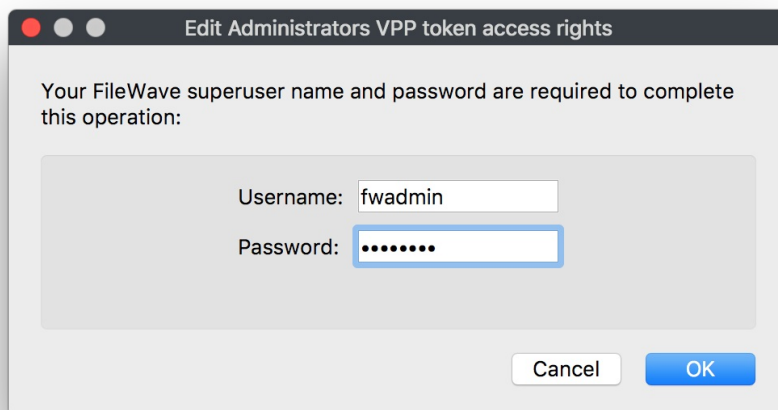 Edit Administrators VPP token access rights
Your FileWave superuser name and password are required to complete
this operation:
Username: fwadmin
Password: ••••••••
Cancel OK